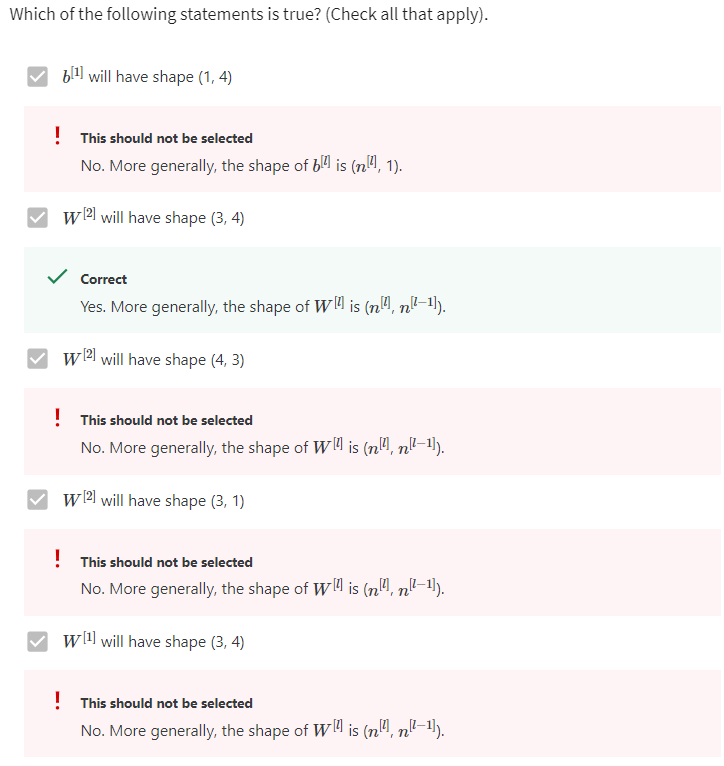 Which of the following statements is true? (Check all that apply).
b^[1] will have shape (1, 4)
! This should not be selected
No. More generally, the shape of b^[l] is (n^[l], 1).
W^[2] will have shape (3, 4)
Correct
Yes. More generally, the shape of W^[l] is (n^[l], n^[l−1]).
W^[2] will have shape (4, 3)
! This should not be selected
No. More generally, the shape of W^[l] is (n^[l], n^[l−1]).
W^[2] will have shape (3, 1)
! This should not be selected
No. More generally, the shape of W^[l] is (n^[l], n^[l−1]).
W^[1] will have shape (3, 4)
! This should not be selected
No. More generally, the shape of W^[l] is (n^[l], n^[l−1]).